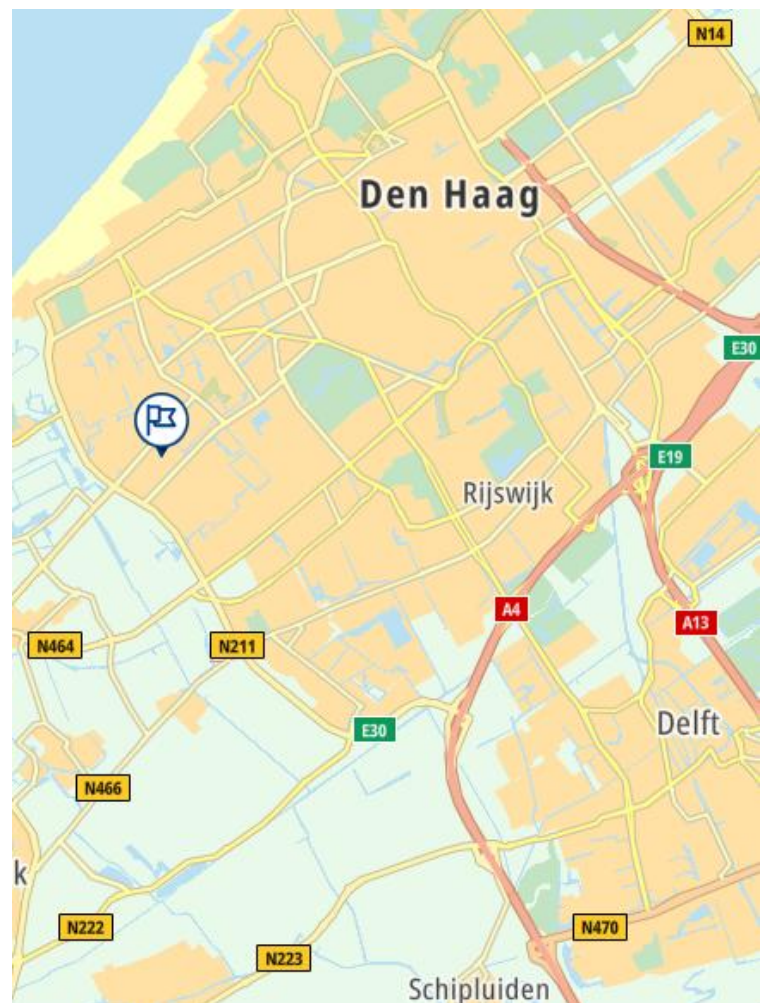 N14
Den Haag
E30
E19
Rijswijk
A4
A13
N464
N211
Delft
E30
N466
k
N222
N470
N223
Schipluiden